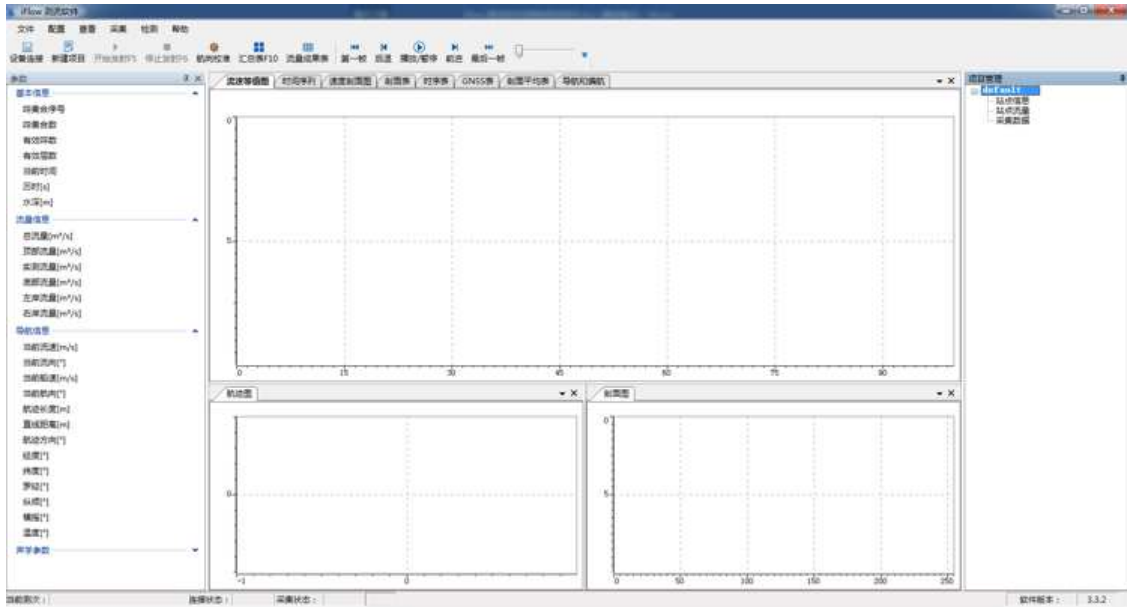 iFlow 测流软件
文件 配置 查看 采集 检测 帮助
设备连接 新建项目 开始发射F5 停止发射F6 航向校准 汇总表F10 流量成果表 第一帧 后退 播放/暂停 前进 最后一帧
参数
基本信息
段集合序号
段集合数
有效呯数
有效层数
当前时间
历时[s]
水深[m]
流量信息
总流量[m³/s]
顶部流量[m³/s]
实测流量[m³/s]
底部流量[m³/s]
左岸流量[m³/s]
右岸流量[m³/s]
导航信息
当前流速[m/s]
当前流向[°]
当前船速[m/s]
当前航向[°]
航迹长度[m]
直线距离[m]
航迹方向[°]
经度[°]
纬度[°]
罗经[°]
纵摇[°]
横摇[°]
温度[°]
声学参数
流速等值图 时间序列 速度剖面图 剖面表 时序表 GNSS表 剖面平均表 导航和偏航
0
5
0 15 30 45 60 75 90
航迹图
0
-1 0
剖面图
0
5
0 50 100 150 200 250
项目管理
default
站点信息
站点流量
采集数据
当前测次: 连接状态: 采集状态: 软件版本: 3.3.2